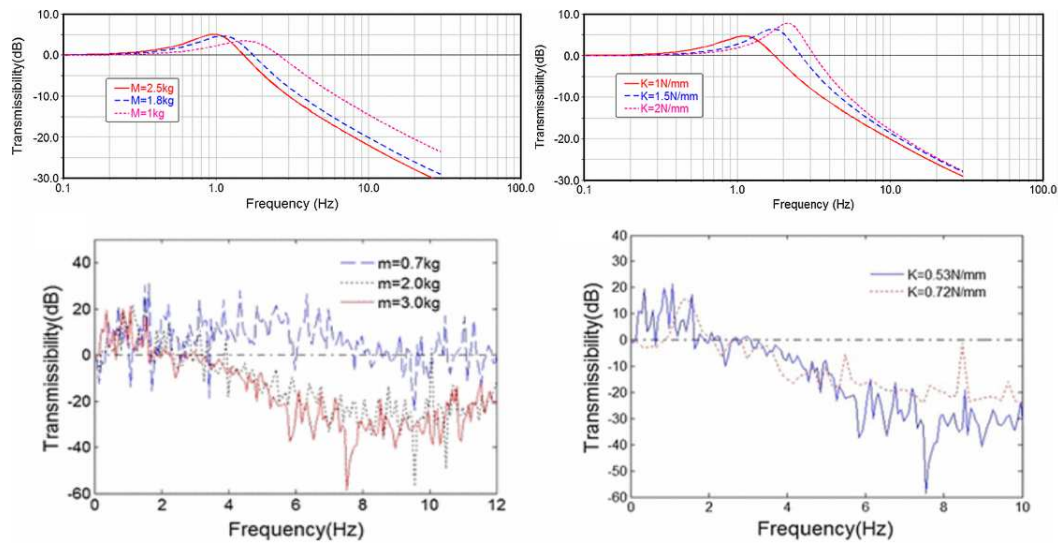 10.0
0.0
-10.0
-20.0
-30.0
Transmissibility(dB)
M=2.5kg
M=1.8kg
M=1kg
0.1 1.0 10.0 100.0
Frequency (Hz)
10.0
0.0
-10.0
-20.0
-30.0
Transmissibility(dB)
K=1N/mm
K=1.5N/mm
K=2N/mm
0.1 1.0 10.0 100.0
Frequency (Hz)
40
20
0
-20
-40
-60
Transmissibility(dB)
m=0.7kg
m=2.0kg
m=3.0kg
0 2 4 6 8 10 12
Frequency(Hz)
40
30
20
10
0
-10
-20
-30
-40
-50
-60
Transmissibility(dB)
K=0.53N/mm
K=0.72N/mm
0 2 4 6 8 10
Frequency(Hz)